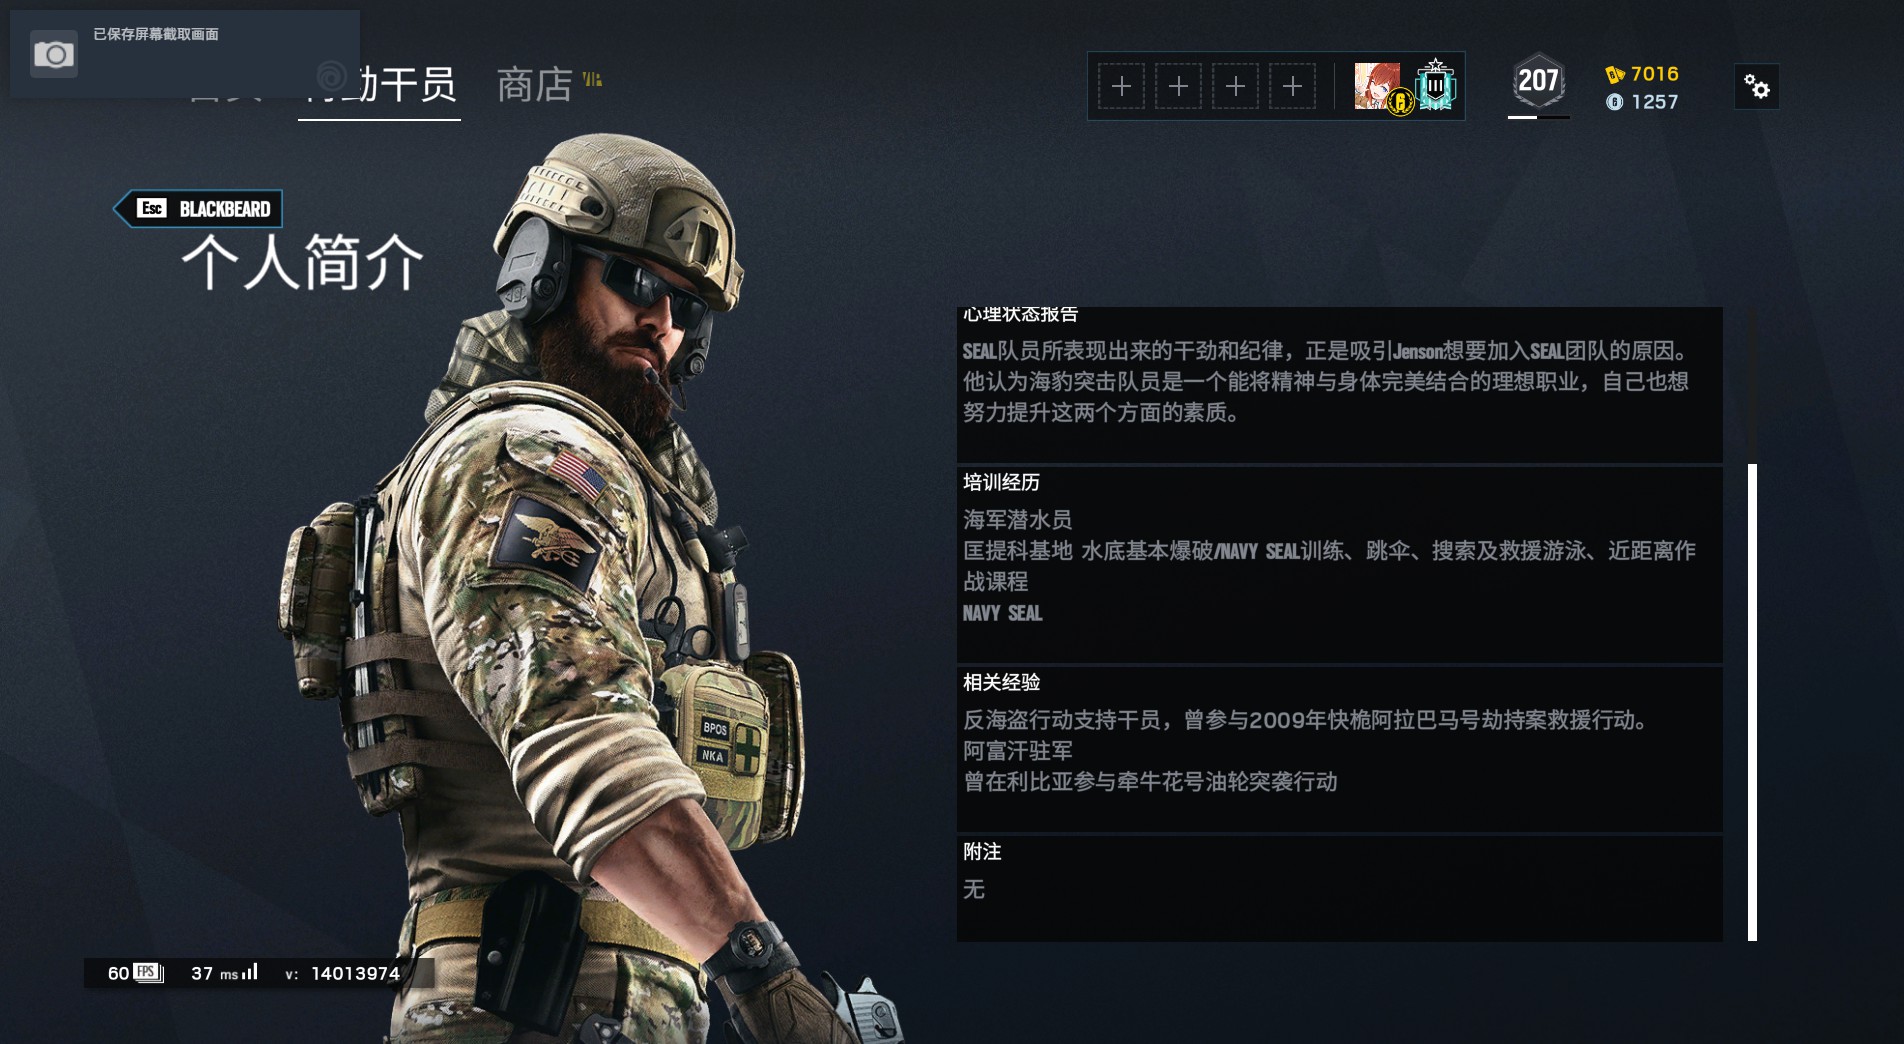 已保存屏幕截取画面
动干员
商店
207
7016
1257
Esc BLACKBEARD
个人简介
心理状态报告
SEAL队员所表现出来的干劲和纪律，正是吸引Jenson想要加入SEAL团队的原因。
他认为海豹突击队员是一个能将精神与身体完美结合的理想职业，自己也想
努力提升这两个方面的素质。
培训经历
海军潜水员
匡提科基地 水底基本爆破/NAVY SEAL训练、跳伞、搜索及救援游泳、近距离作
战课程
NAVY SEAL
相关经验
反海盗行动支持干员，曾参与2009年快桅阿拉巴马号劫持案救援行动。
阿富汗驻军
曾在利比亚参与牵牛花号油轮突袭行动
附注
无
BPOS
NKA
60 FPS 37 ms v: 14013974